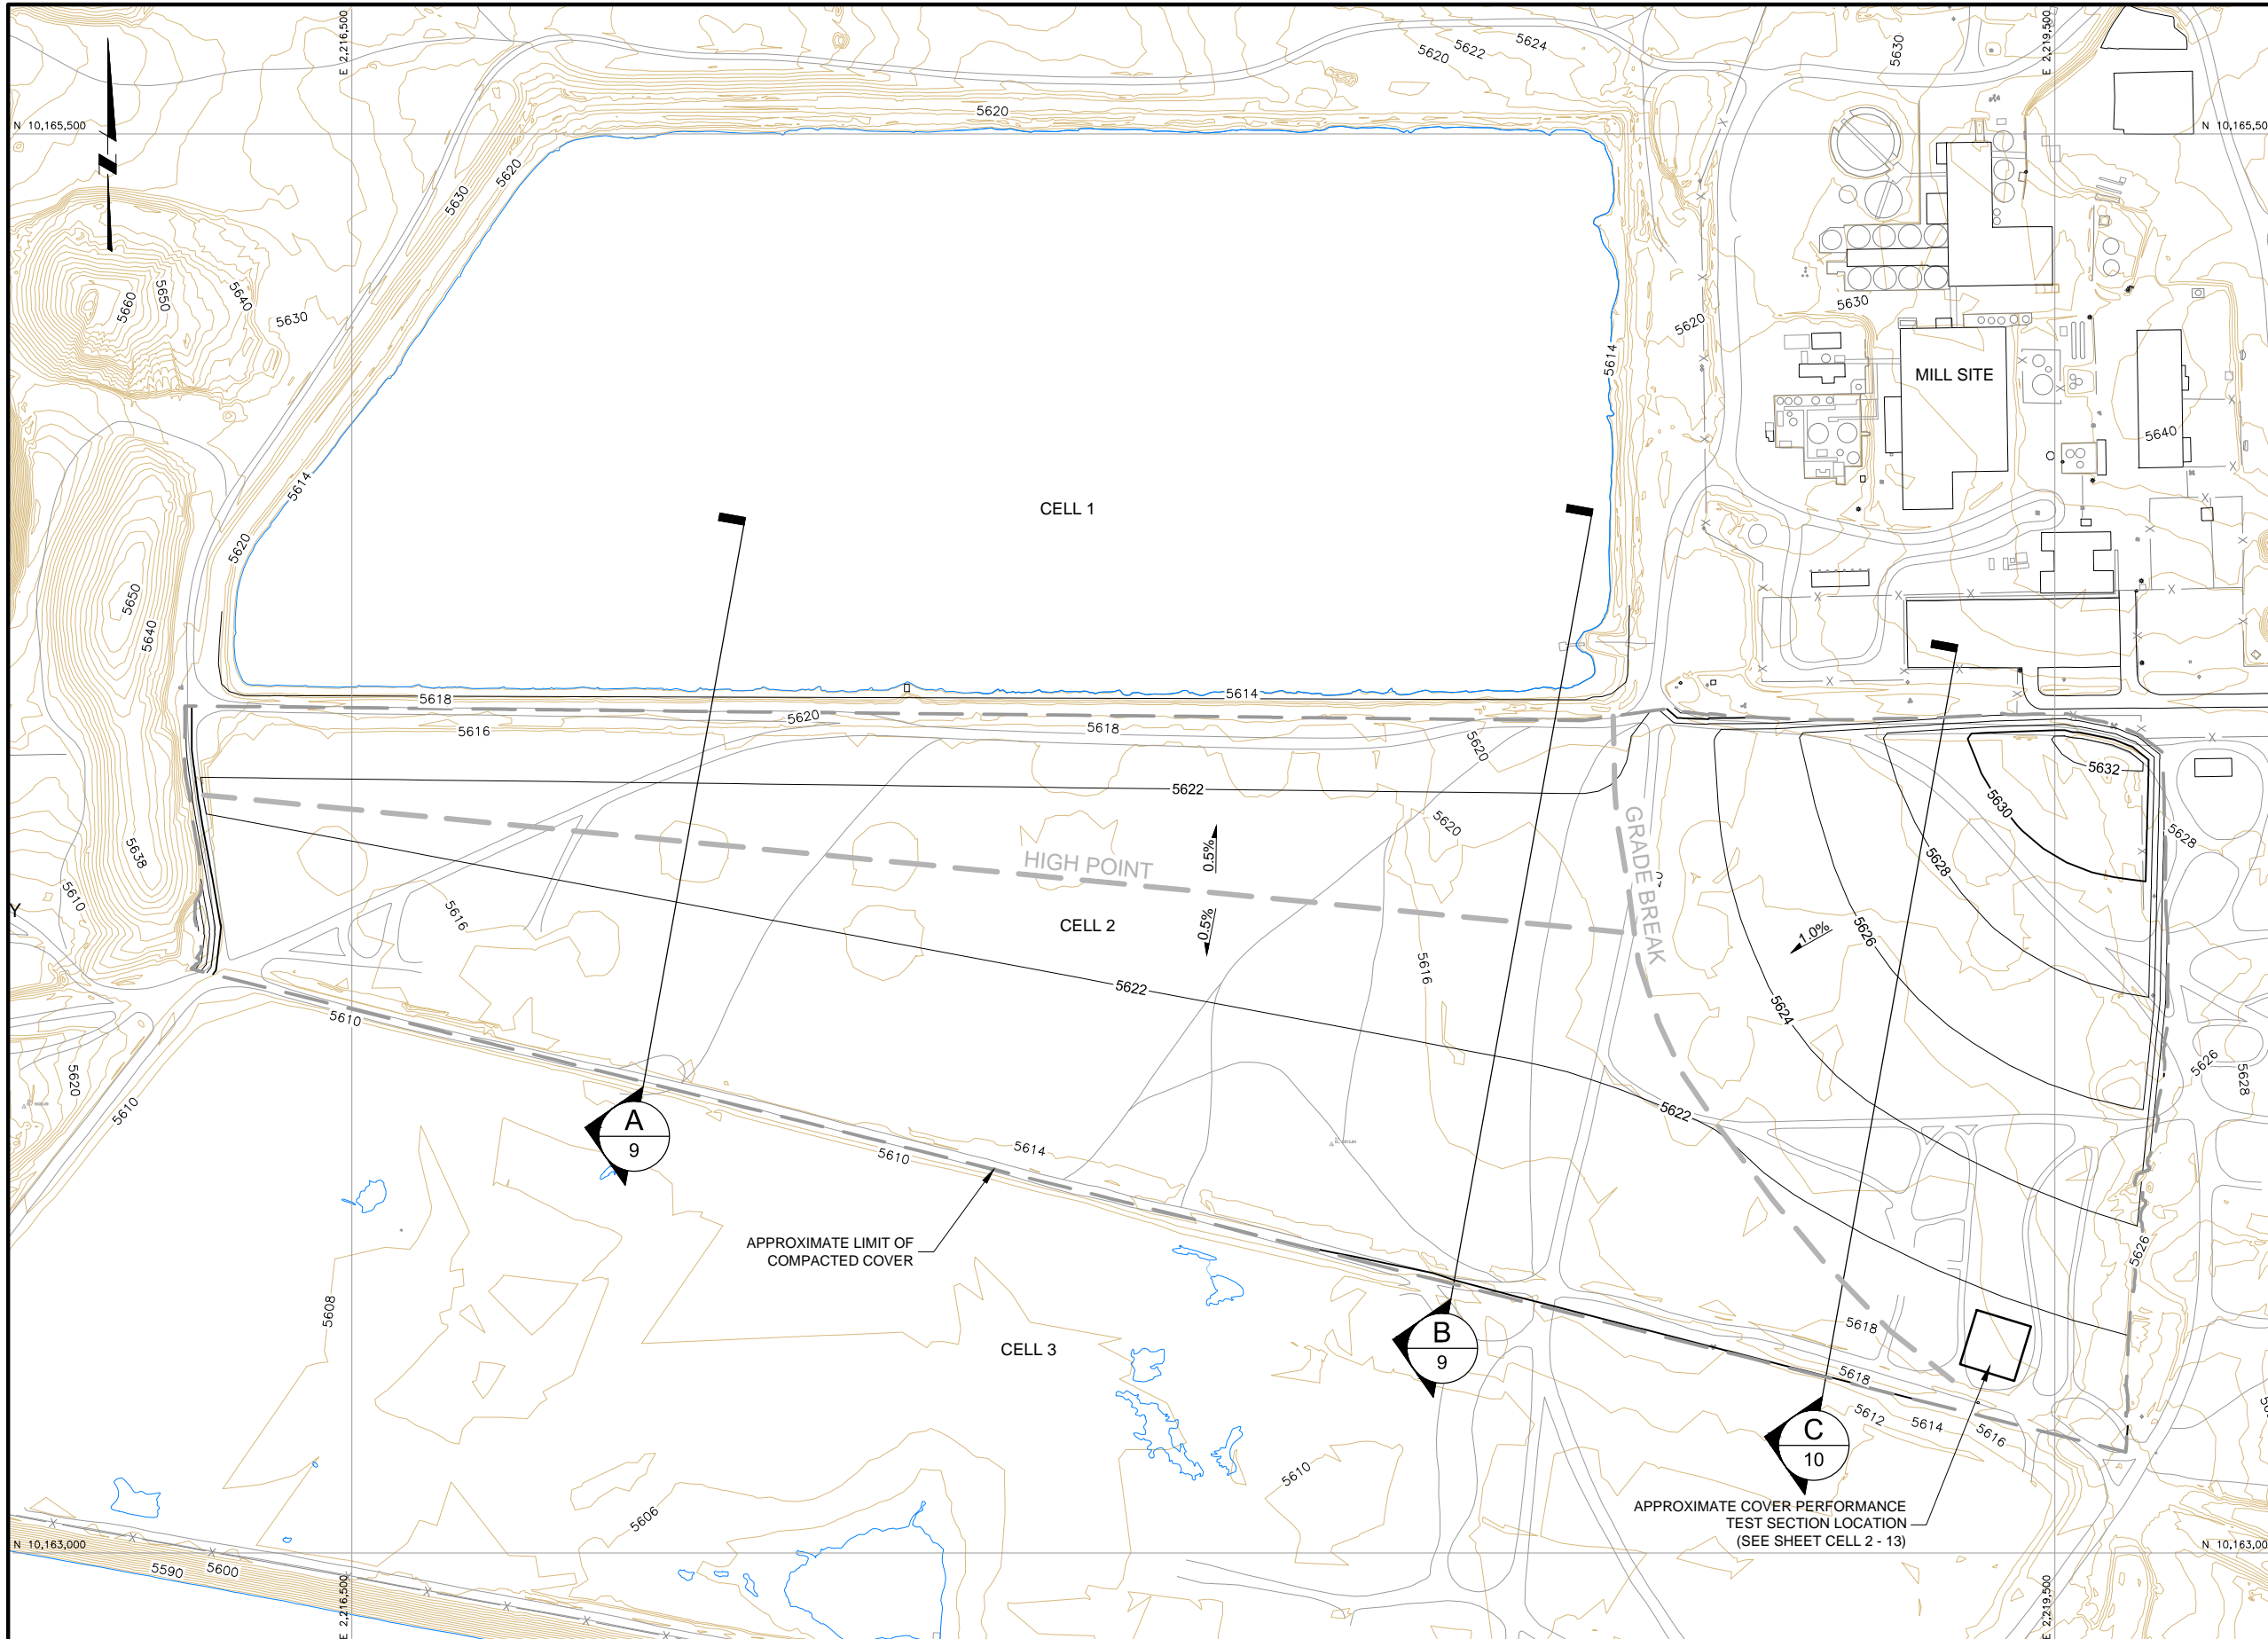 E 2,216,500
5620
5622
5624
5630
E 2,219,500
N 10,165,500
5620
N 10,165,50
5630
5620
5660
5650
5640
5630
5630
5620
5614
MILL SITE
5640
5614
CELL 1
5620
5650
5640
5618
5614
5620
5618
5616
5620
5632
5622
5630
5628
HIGH POINT
0.5%
5620
GRADE BREAK
5628
5638
5610
Y
5616
CELL 2
0.5%
1.0%
5626
5616
5622
5624
5610
5620
5610
5622
5626
5628
A
9
5614
5610
APPROXIMATE LIMIT OF
COMPACTED COVER
5626
5608
CELL 3
B
9
5618
5618
5612
5614
5616
C
10
5610
5606
APPROXIMATE COVER PERFORMANCE
TEST SECTION LOCATION
(SEE SHEET CELL 2 - 13)
N 10,163,000
N 10,163,00
5590
5600
E 2,216,500
E 2,219,500